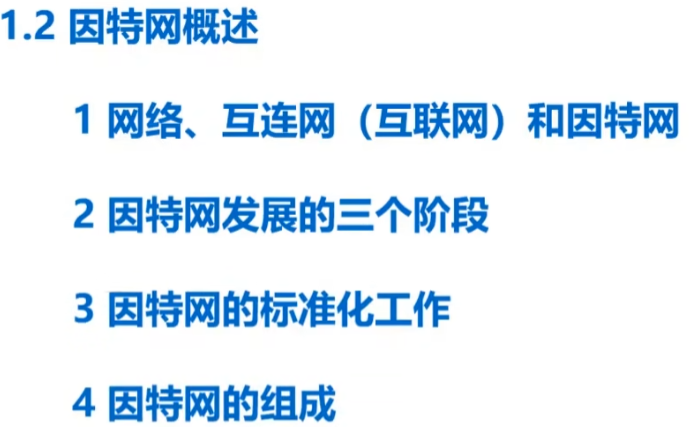 1.2 因特网概述
1 网络、互连网（互联网）和因特网
2 因特网发展的三个阶段
3 因特网的标准化工作
4 因特网的组成